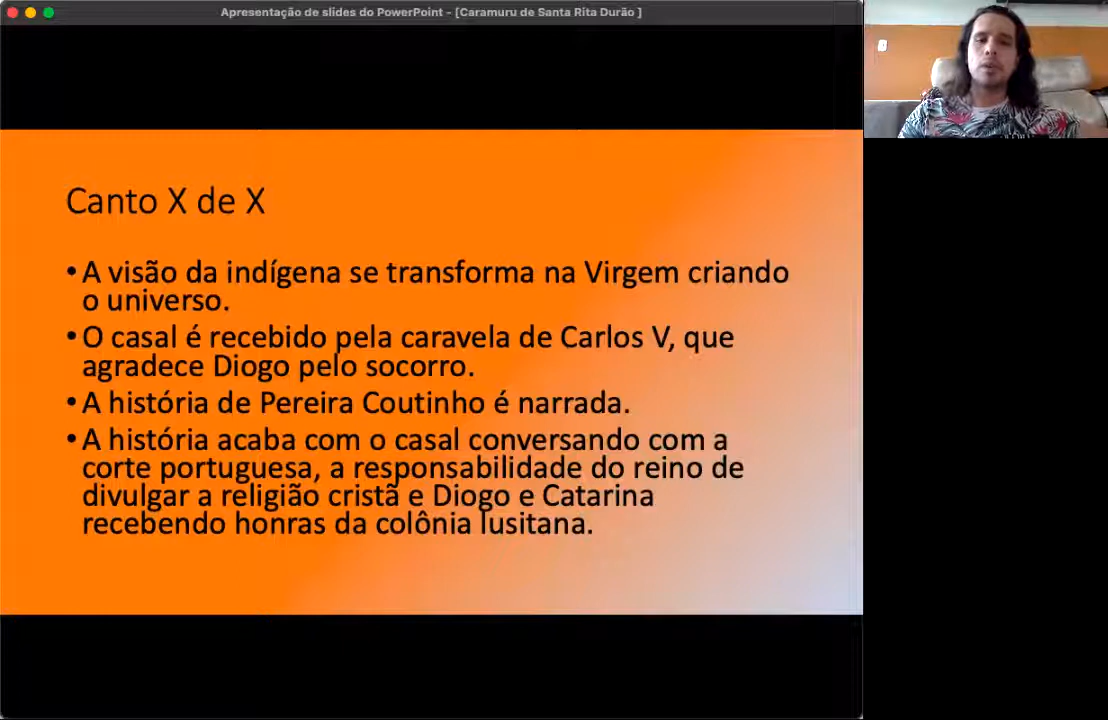 Apresentação de slides do PowerPoint - [Caramuru de Santa Rita Durão ]
Canto X de X
• A visão da indígena se transforma na Virgem criando
o universo.
• O casal é recebido pela caravela de Carlos V, que
agradece Diogo pelo socorro.
• A história de Pereira Coutinho é narrada.
• A história acaba com o casal conversando com a
corte portuguesa, a responsabilidade do reino de
divulgar a religião cristã e Diogo e Catarina
recebendo honras da colônia lusitana.